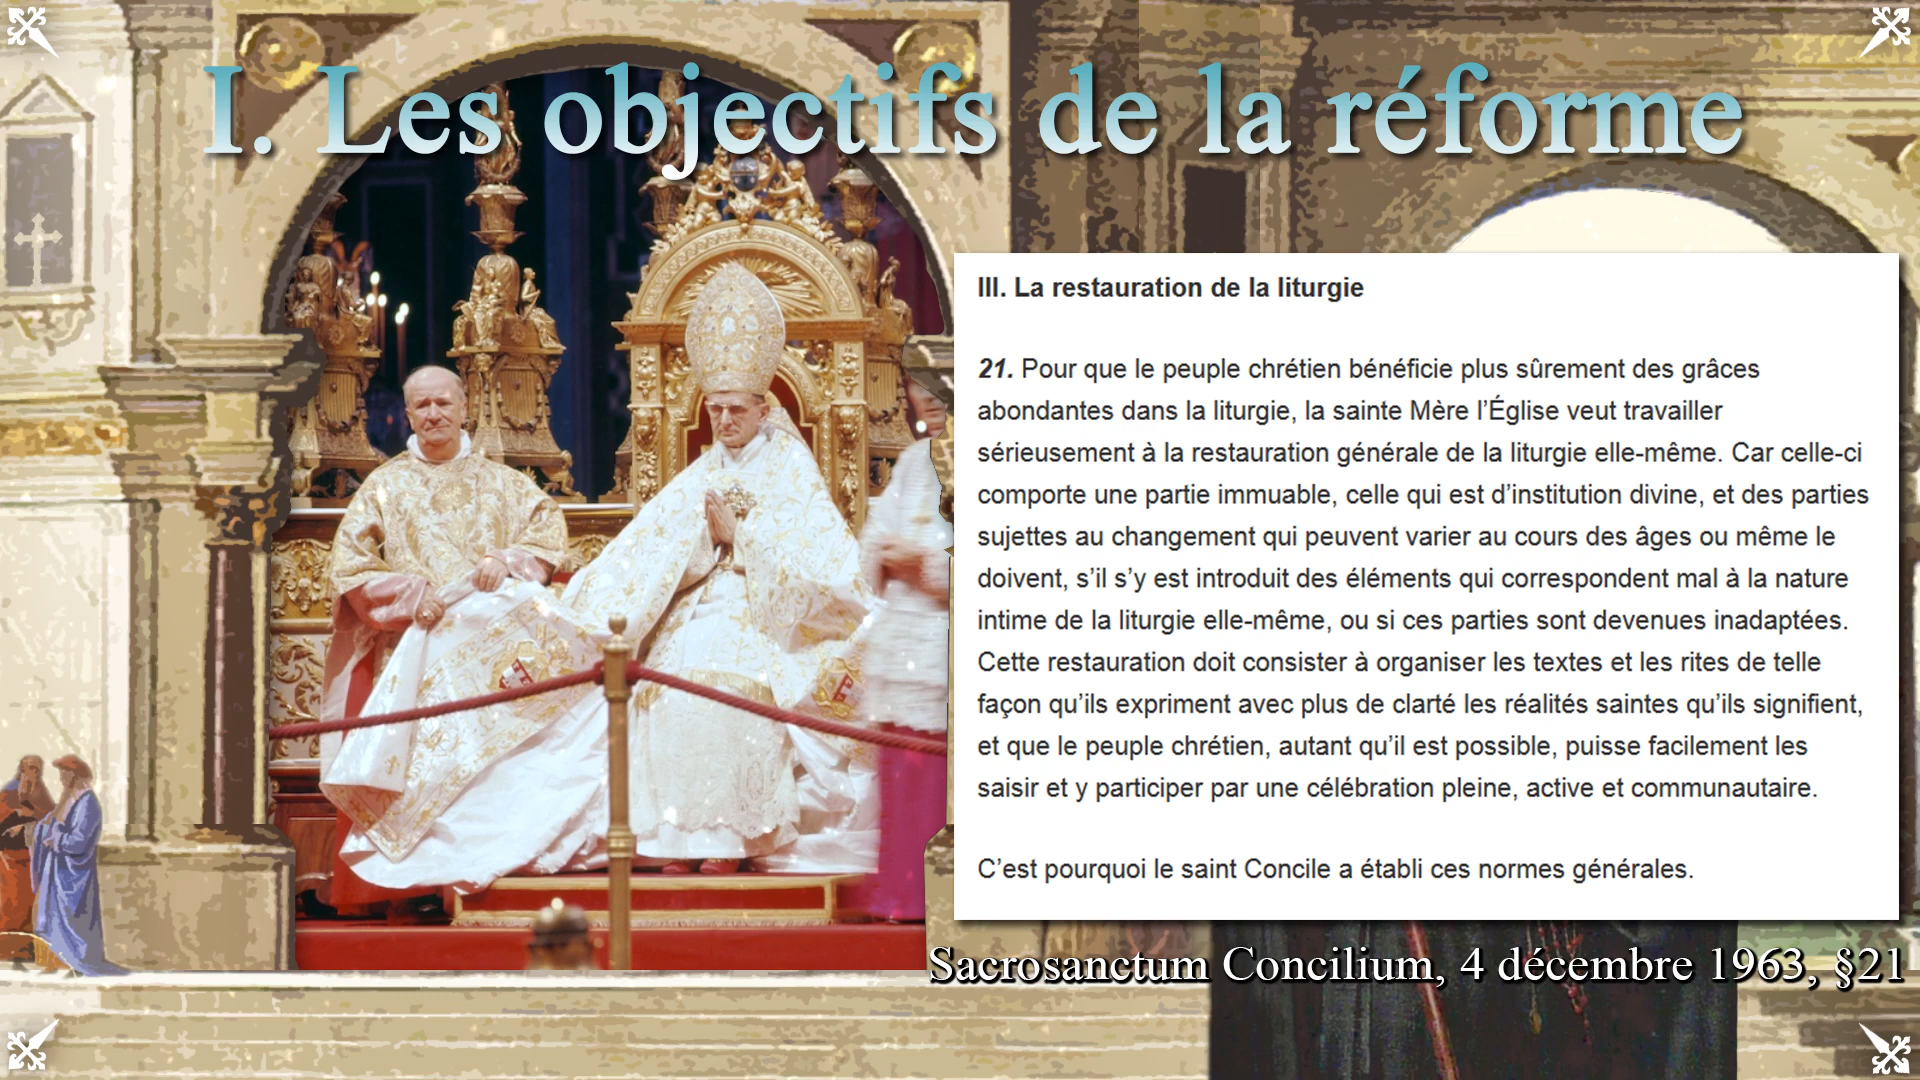 I. Les objectifs de la réforme
III. La restauration de la liturgie
21. Pour que le peuple chrétien bénéficie plus sûrement des grâces
abondantes dans la liturgie, la sainte Mère l’Église veut travailler
sérieusement à la restauration générale de la liturgie elle-même. Car celle-ci
comporte une partie immuable, celle qui est d’institution divine, et des parties
sujettes au changement qui peuvent varier au cours des âges ou même le
doivent, s’il s’y est introduit des éléments qui correspondent mal à la nature
intime de la liturgie elle-même, ou si ces parties sont devenues inadaptées.
Cette restauration doit consister à organiser les textes et les rites de telle
façon qu’ils expriment avec plus de clarté les réalités saintes qu’ils signifient,
et que le peuple chrétien, autant qu’il est possible, puisse facilement les
saisir et y participer par une célébration pleine, active et communautaire.
C’est pourquoi le saint Concile a établi ces normes générales.
Sacrosanctum Concilium, 4 décembre 1963, §21